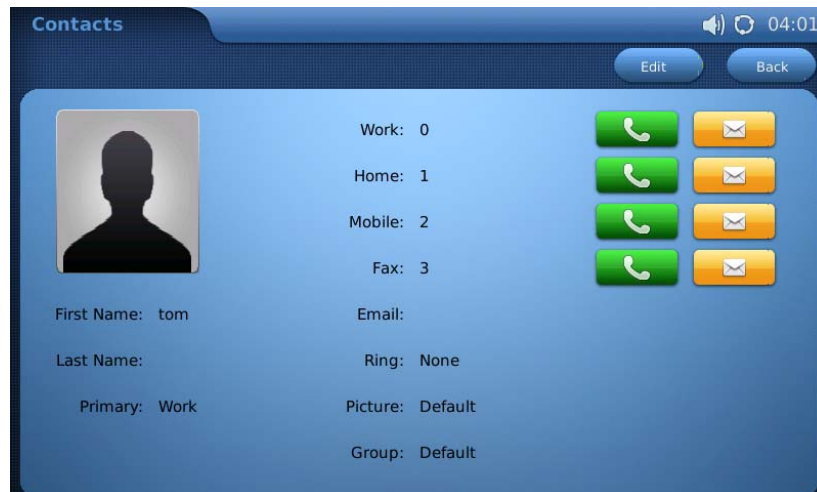 Contacts 04:01
Edit Back
Work: 0
Home: 1
Mobile: 2
Fax: 3
First Name: tom Email:
Last Name: Ring: None
Primary: Work Picture: Default
Group: Default